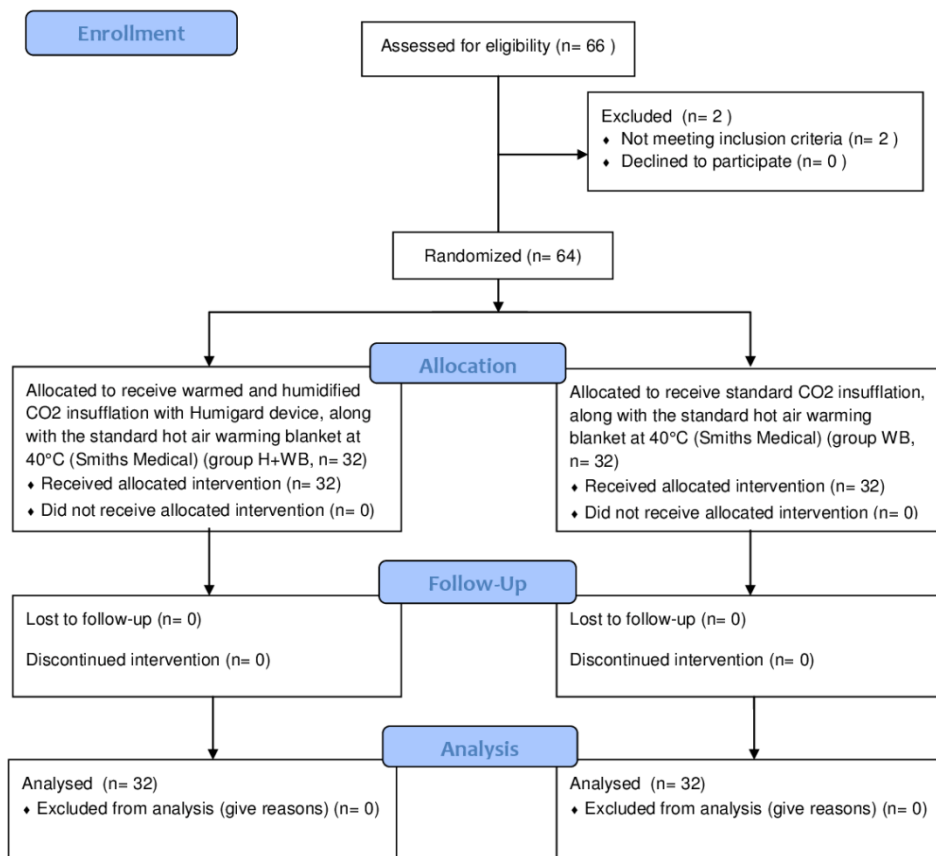 Enrollment
Assessed for eligibility (n= 66 )
Excluded (n= 2 )
♦ Not meeting inclusion criteria (n= 2 )
♦ Declined to participate (n= 0 )
Randomized (n= 64)
Allocation
Allocated to receive warmed and humidified
CO2 insufflation with Humigard device, along
with the standard hot air warming blanket at
40°C (Smiths Medical) (group H+WB, n= 32)
♦ Received allocated intervention (n= 32)
♦ Did not receive allocated intervention (n= 0)
Allocated to receive standard CO2 insufflation,
along with the standard hot air warming
blanket at 40°C (Smiths Medical) (group WB,
n= 32)
♦ Received allocated intervention (n= 32)
♦ Did not receive allocated intervention (n= 0)
Follow-Up
Lost to follow-up (n= 0)
Discontinued intervention (n= 0)
Lost to follow-up (n= 0)
Discontinued intervention (n= 0)
Analysis
Analysed (n= 32)
♦ Excluded from analysis (give reasons) (n= 0)
Analysed (n= 32)
♦ Excluded from analysis (give reasons) (n= 0)